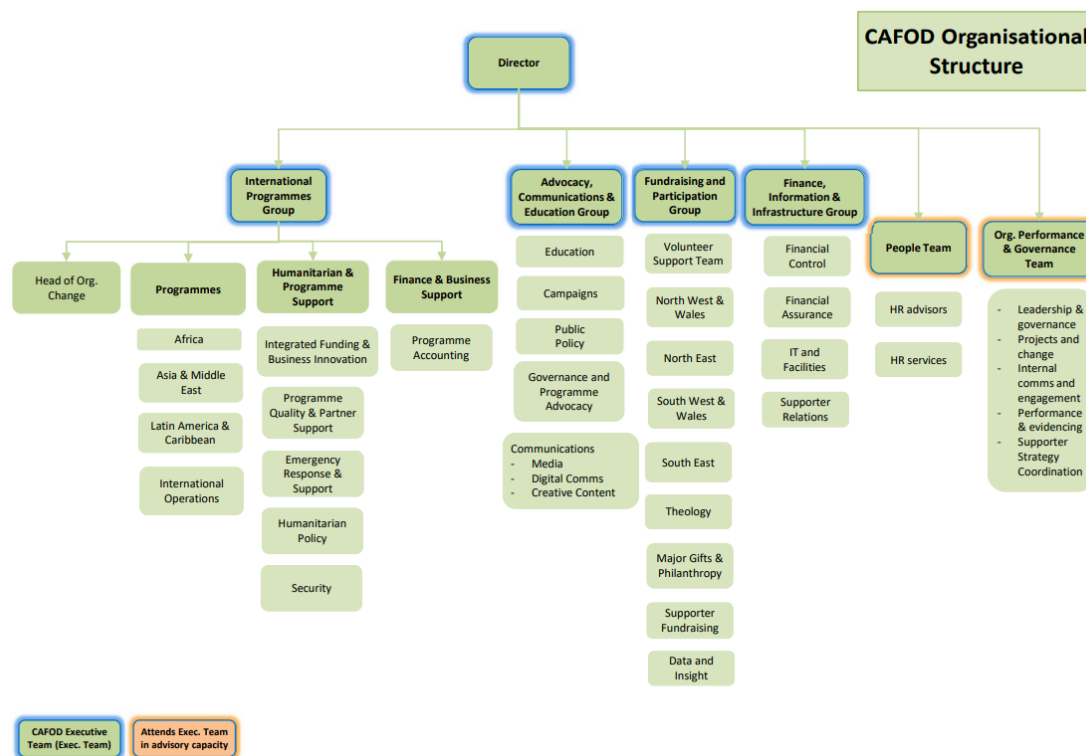 CAFOD Organisational
Structure
Director
International
Programmes
Group
Advocacy,
Communications &
Education Group
Fundraising and
Participation
Group
Finance,
Information &
Infrastructure Group
People Team
Org. Performance
& Governance
Team
Head of Org.
Change
Programmes
Africa
Asia & Middle
East
Latin America &
Caribbean
International
Operations
Humanitarian &
Programme
Support
Integrated Funding &
Business Innovation
Programme
Quality & Partner
Support
Emergency
Response &
Support
Humanitarian
Policy
Security
Finance & Business
Support
Programme
Accounting
Education
Campaigns
Public
Policy
Governance and
Programme
Advocacy
Communications
- Media
- Digital Comms
- Creative Content
Volunteer
Support Team
North West &
Wales
North East
South West &
Wales
South East
Theology
Major Gifts &
Philanthropy
Supporter
Fundraising
Data and
Insight
Financial
Control
Financial
Assurance
IT and
Facilities
Supporter
Relations
HR advisors
HR services
- Leadership &
governance
- Projects and
change
- Internal
comms and
engagement
- Performance
& evidencing
- Supporter
Strategy
Coordination
CAFOD Executive
Team (Exec. Team)
Attends Exec. Team
in advisory capacity